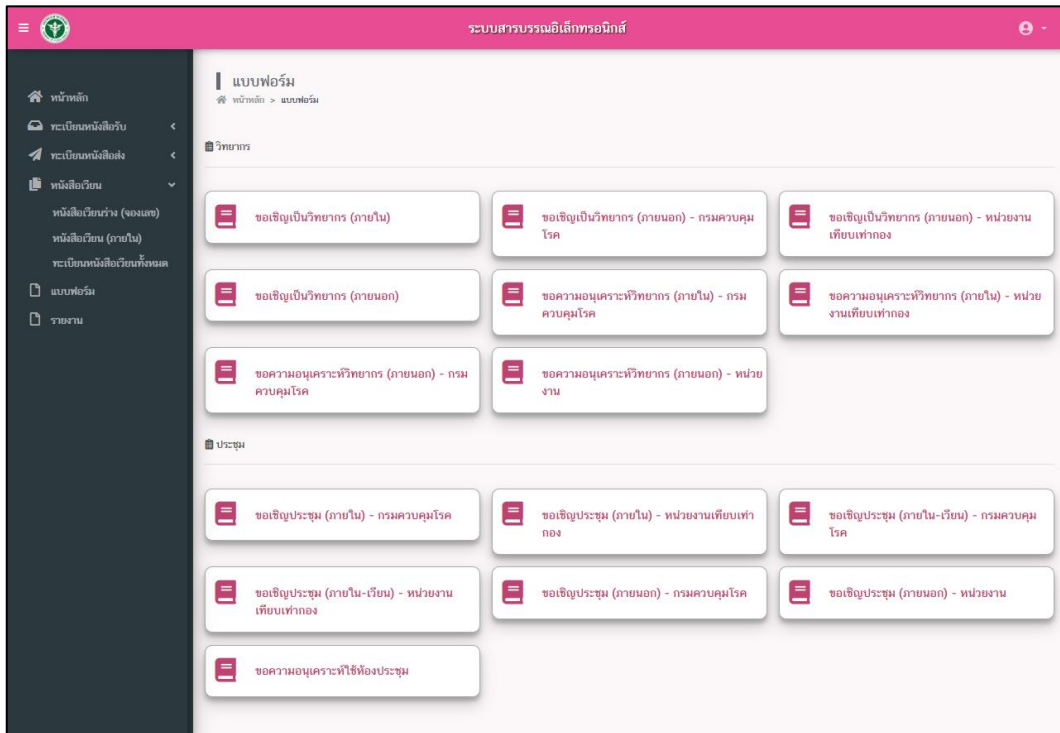 ระบบสารบรรณอิเล็กทรอนิกส์
หน้าหลัก
ทะเบียนหนังสือรับ
ทะเบียนหนังสือส่ง
หนังสือเวียน
หนังสือเวียนร่าง (จองเลข)
หนังสือเวียน (ภายใน)
ทะเบียนหนังสือเวียนทั้งหมด
แบบฟอร์ม
รายงาน
แบบฟอร์ม
หน้าหลัก > แบบฟอร์ม
วิทยากร
ขอเชิญเป็นวิทยากร (ภายใน)
ขอเชิญเป็นวิทยากร (ภายนอก) - กรมควบคุม
โรค
ขอเชิญเป็นวิทยากร (ภายนอก) - หน่วยงาน
เทียบเท่ากอง
ขอเชิญเป็นวิทยากร (ภายนอก)
ขอความอนุเคราะห์วิทยากร (ภายใน) - กรม
ควบคุมโรค
ขอความอนุเคราะห์วิทยากร (ภายใน) - หน่วย
งานเทียบเท่ากอง
ขอความอนุเคราะห์วิทยากร (ภายนอก) - กรม
ควบคุมโรค
ขอความอนุเคราะห์วิทยากร (ภายนอก) - หน่วย
งาน
ประชุม
ขอเชิญประชุม (ภายใน) - กรมควบคุมโรค
ขอเชิญประชุม (ภายใน) - หน่วยงานเทียบเท่า
กอง
ขอเชิญประชุม (ภายใน-เวียน) - กรมควบคุม
โรค
ขอเชิญประชุม (ภายใน-เวียน) - หน่วยงาน
เทียบเท่ากอง
ขอเชิญประชุม (ภายนอก) - กรมควบคุมโรค
ขอเชิญประชุม (ภายนอก) - หน่วยงาน
ขอความอนุเคราะห์ใช้ห้องประชุม